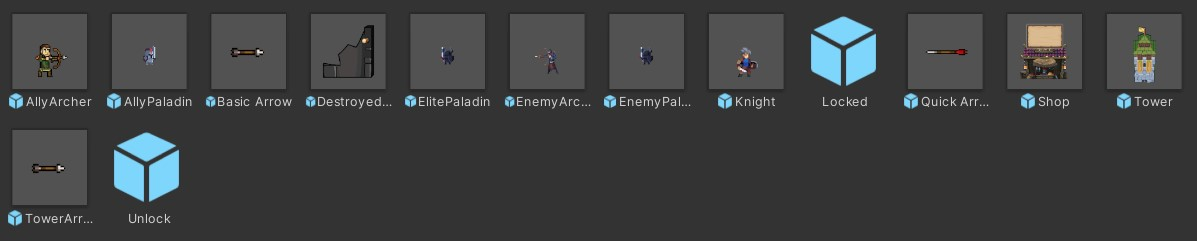 AllyArcher AllyPaladin Basic Arrow Destroyed... ElitePaladin EnemyArc... EnemyPal... Knight Locked Quick Arr... Shop Tower
TowerArr... Unlock